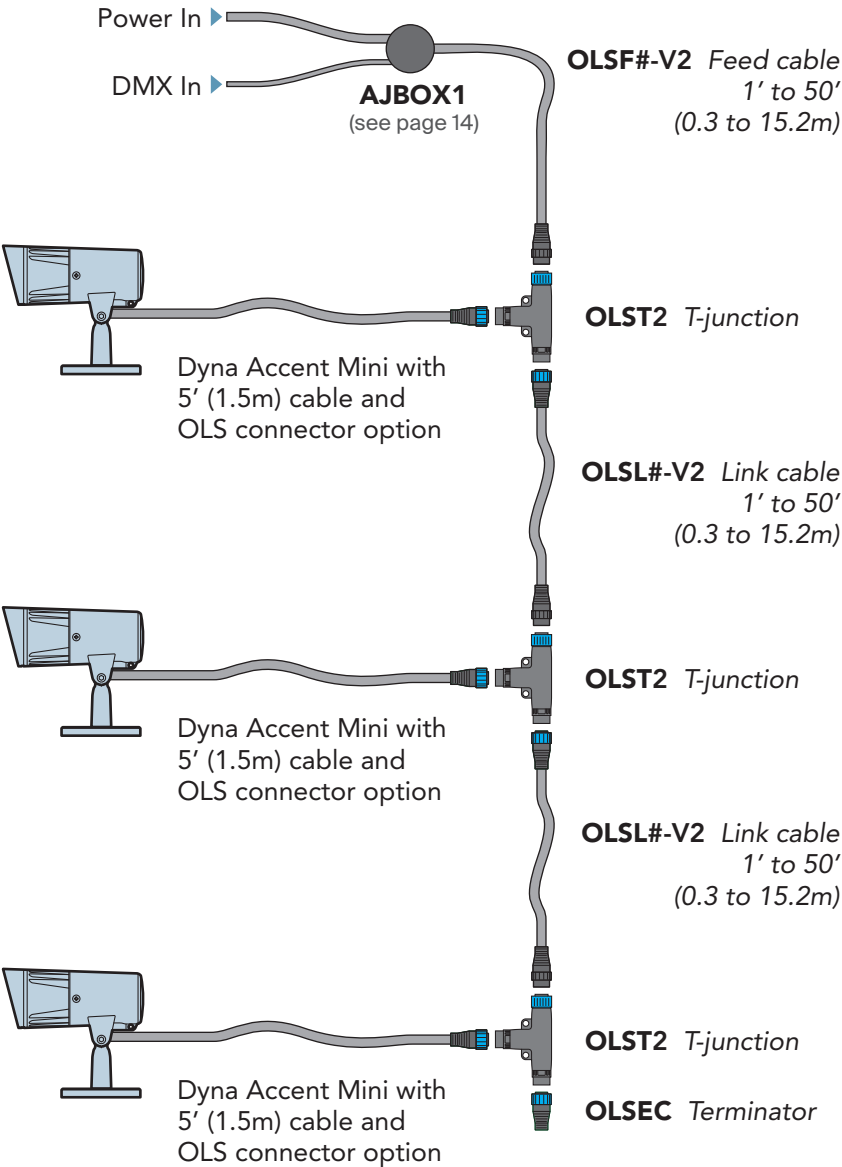 Power In
DMX In
AJBOX1
(see page 14)
OLSF#-V2 Feed cable
1′ to 50′
(0.3 to 15.2m)
OLST2 T-junction
Dyna Accent Mini with
5′ (1.5m) cable and
OLS connector option
OLSL#-V2 Link cable
1′ to 50′
(0.3 to 15.2m)
OLST2 T-junction
Dyna Accent Mini with
5′ (1.5m) cable and
OLS connector option
OLSL#-V2 Link cable
1′ to 50′
(0.3 to 15.2m)
OLST2 T-junction
Dyna Accent Mini with
5′ (1.5m) cable and
OLS connector option
OLSEC Terminator